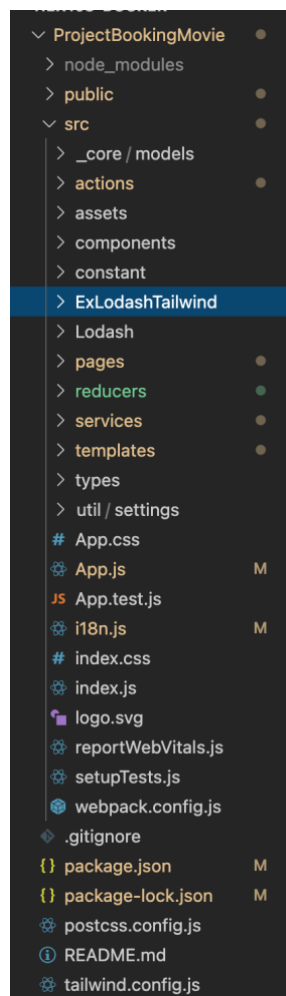 ProjectBookingMovie
node_modules
public
src
_core / models
actions
assets
components
constant
ExLodashTailwind
Lodash
pages
reducers
services
templates
types
util / settings
# App.css
App.js M
JS App.test.js
i18n.js M
# index.css
index.js
logo.svg
reportWebVitals.js
setupTests.js
webpack.config.js
.gitignore
{} package.json M
{} package-lock.json M
postcss.config.js
README.md
tailwind.config.js